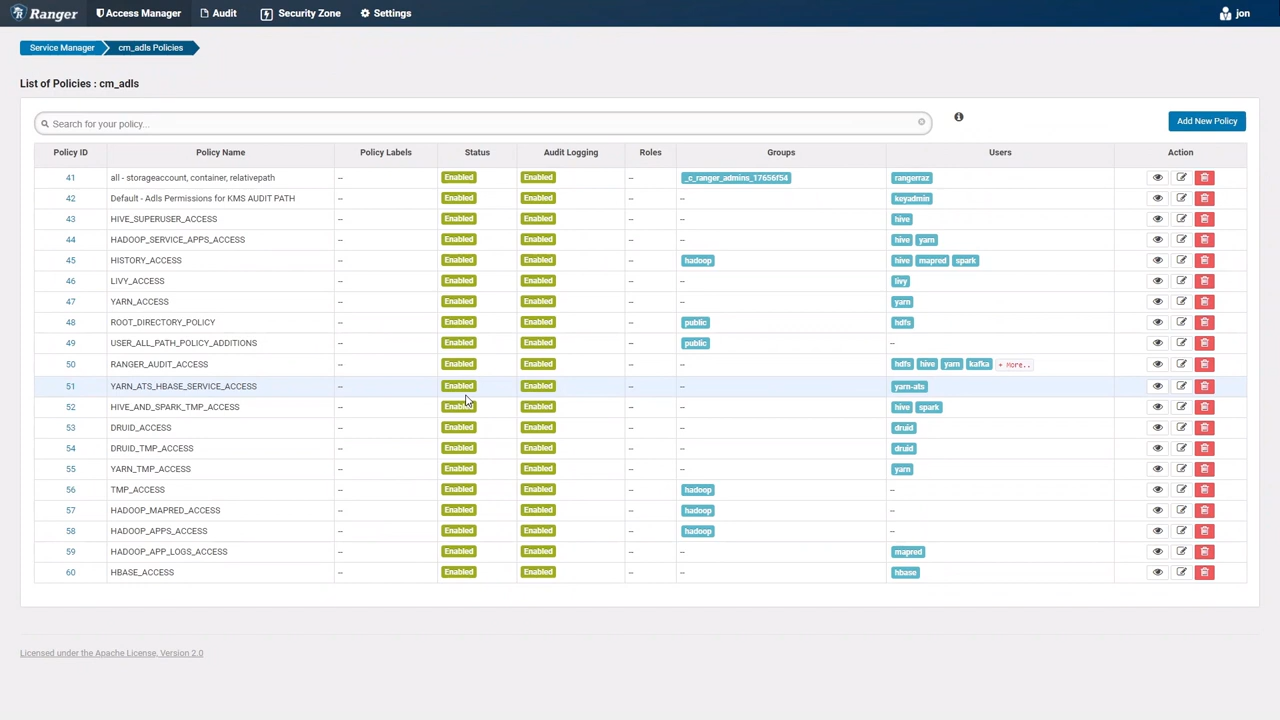 Ranger Access Manager Audit Security Zone Settings jon
Service Manager cm_adls Policies
List of Policies : cm_adls
Search for your policy... Add New Policy
Policy ID Policy Name Policy Labels Status Audit Logging Roles Groups Users Action
41 all - storageaccount, container, relativepath -- Enabled Enabled -- _c_ranger_admins_17656f54 rangerraz
42 Default - Adls Permissions for KMS AUDIT PATH -- Enabled Enabled -- -- keyadmin
43 HIVE_SUPERUSER_ACCESS -- Enabled Enabled -- -- hive
44 HADOOP_SERVICE_APPS_ACCESS -- Enabled Enabled -- -- hive yarn
45 HISTORY_ACCESS -- Enabled Enabled -- hadoop hive mapred spark
46 LIVY_ACCESS -- Enabled Enabled -- -- livy
47 YARN_ACCESS -- Enabled Enabled -- -- yarn
48 ROOT_DIRECTORY_POLICY -- Enabled Enabled -- public hdfs
49 USER_ALL_PATH_POLICY_ADDITIONS -- Enabled Enabled -- public --
50 RANGER_AUDIT_ACCESS -- Enabled Enabled -- -- hdfs hive yarn kafka + More..
51 YARN_ATS_HBASE_SERVICE_ACCESS -- Enabled Enabled -- -- yarn-ats
52 HIVE_AND_SPARK_TMP_ACCESS -- Enabled Enabled -- -- hive spark
53 DRUID_ACCESS -- Enabled Enabled -- -- druid
54 DRUID_TMP_ACCESS -- Enabled Enabled -- -- druid
55 YARN_TMP_ACCESS -- Enabled Enabled -- -- yarn
56 TMP_ACCESS -- Enabled Enabled -- hadoop --
57 HADOOP_MAPRED_ACCESS -- Enabled Enabled -- hadoop --
58 HADOOP_APPS_ACCESS -- Enabled Enabled -- hadoop --
59 HADOOP_APP_LOGS_ACCESS -- Enabled Enabled -- -- mapred
60 HBASE_ACCESS -- Enabled Enabled -- -- hbase
Licensed under the Apache License, Version 2.0